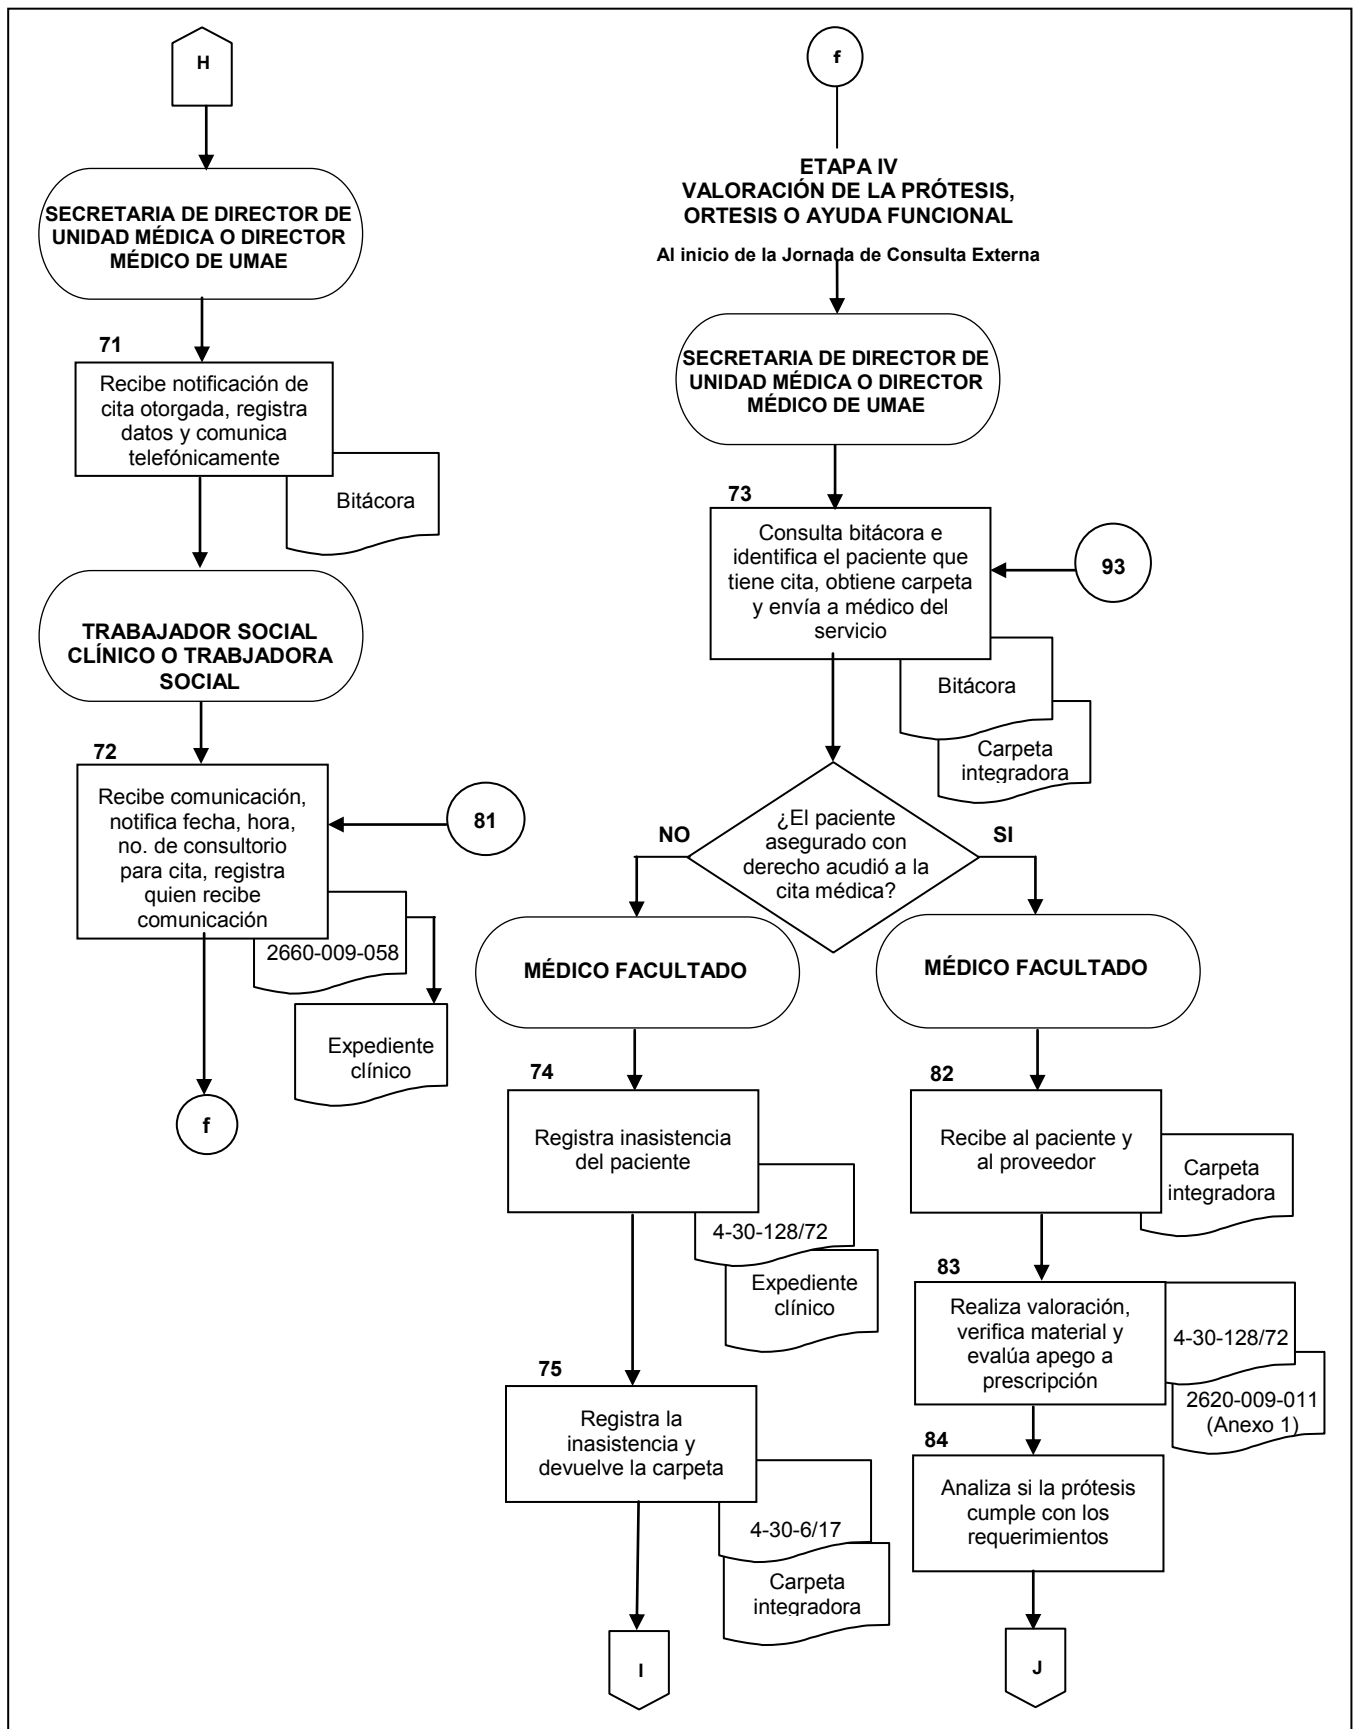 H
SECRETARIA DE DIRECTOR DE
UNIDAD MÉDICA O DIRECTOR
MÉDICO DE UMAE
71
Recibe notificación de
cita otorgada, registra
datos y comunica
telefónicamente
Bitácora
TRABAJADOR SOCIAL
CLÍNICO O TRABJADORA
SOCIAL
72
Recibe comunicación,
notifica fecha, hora,
no. de consultorio
para cita, registra
quien recibe
comunicación
81
2660-009-058
Expediente
clínico
f
f
ETAPA IV
VALORACIÓN DE LA PRÓTESIS,
ORTESIS O AYUDA FUNCIONAL
Al inicio de la Jornada de Consulta Externa
SECRETARIA DE DIRECTOR DE
UNIDAD MÉDICA O DIRECTOR
MÉDICO DE UMAE
73
Consulta bitácora e
identifica el paciente que
tiene cita, obtiene carpeta
y envía a médico del
servicio
93
Bitácora
Carpeta
integradora
¿El paciente
asegurado con
derecho acudió a la
cita médica?
NO
SI
MÉDICO FACULTADO
74
Registra inasistencia
del paciente
4-30-128/72
Expediente
clínico
75
Registra la
inasistencia y
devuelve la carpeta
4-30-6/17
Carpeta
integradora
I
MÉDICO FACULTADO
82
Recibe al paciente y
al proveedor
Carpeta
integradora
83
Realiza valoración,
verifica material y
evalúa apego a
prescripción
4-30-128/72
2620-009-011
(Anexo 1)
84
Analiza si la prótesis
cumple con los
requerimientos
J